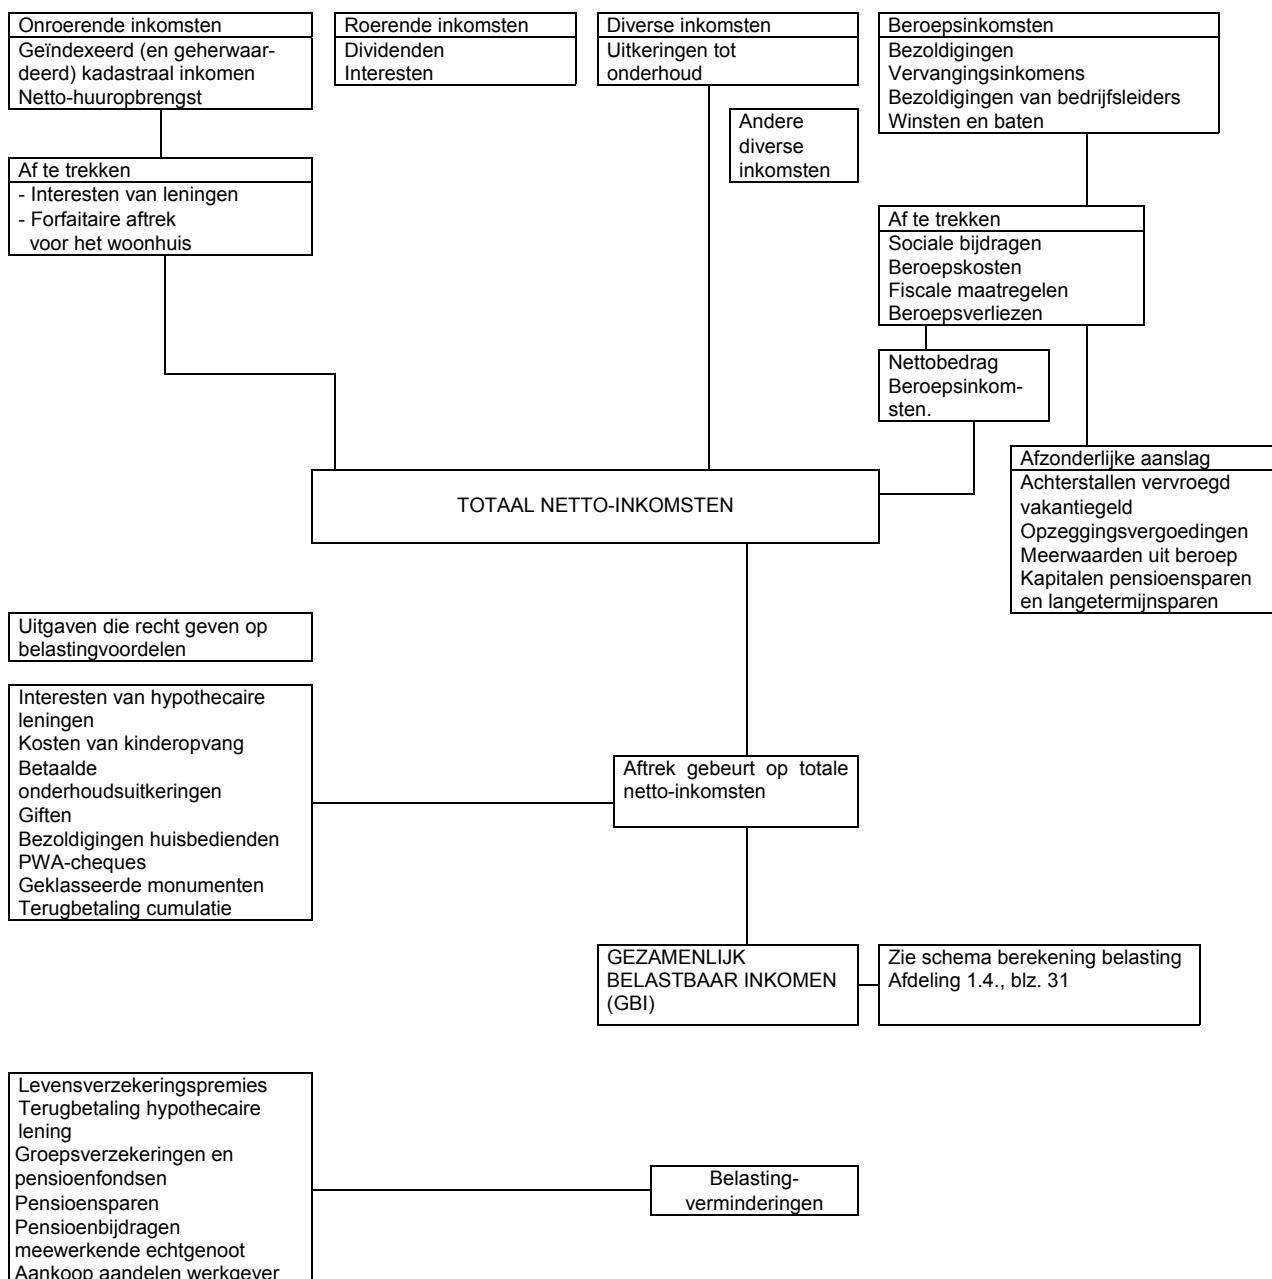 Onroerende inkomsten
Geïndexeerd (en geherwaar-
deerd) kadastraal inkomen
Netto-huuropbrengst
Roerende inkomsten
Dividenden
Interesten
Diverse inkomsten
Uitkeringen tot
onderhoud
Andere
diverse
inkomsten
Beroepsinkomsten
Bezoldigingen
Vervangingsinkomens
Bezoldigingen van bedrijfsleiders
Winsten en baten
Af te trekken
- Interesten van leningen
- Forfaitaire aftrek
voor het woonhuis
Af te trekken
Sociale bijdragen
Beroepskosten
Fiscale maatregelen
Beroepsverliezen
Nettobedrag
Beroepsinkom-
sten.
Afzonderlijke aanslag
Achterstallen vervroegd
vakantiegeld
Opzeggingsvergoedingen
Meerwaarden uit beroep
Kapitalen pensioensparen
en langetermijnsparen
TOTAAL NETTO-INKOMSTEN
Uitgaven die recht geven op
belastingvoordelen
Interesten van hypothecaire
leningen
Kosten van kinderopvang
Betaalde
onderhoudsuitkeringen
Giften
Bezoldigingen huisbedienden
PWA-cheques
Geklasseerde monumenten
Terugbetaling cumulatie
Aftrek gebeurt op totale
netto-inkomsten
GEZAMENLIJK
BELASTBAAR INKOMEN
(GBI)
Zie schema berekening belasting
Afdeling 1.4., blz. 31
Levensverzekeringspremies
Terugbetaling hypothecaire
lening
Groepsverzekeringen en
pensioenfondsen
Pensioensparen
Pensioenbijdragen
meewerkende echtgenoot
Aankoop aandelen werkgever
Belasting-
verminderingen